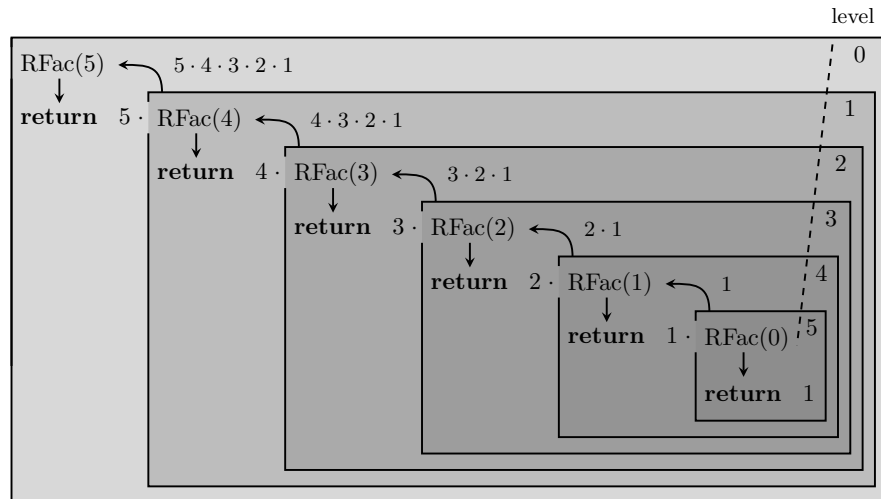 level
0
RFac(5) 5 · 4 · 3 · 2 · 1
1
return 5 · RFac(4) 4 · 3 · 2 · 1
2
return 4 · RFac(3) 3 · 2 · 1
3
return 3 · RFac(2) 2 · 1
4
return 2 · RFac(1) 1
5
return 1 · RFac(0)
return 1